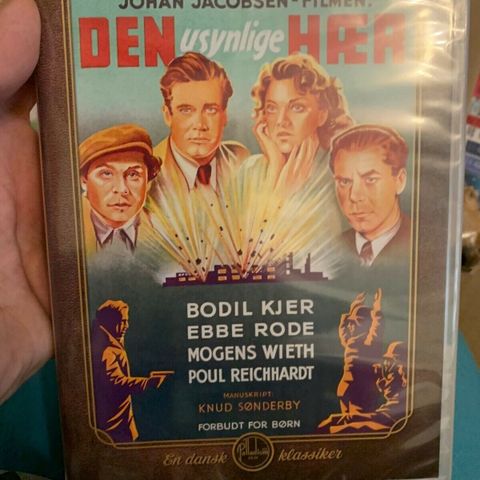 JOHAN JACOBSEN-FILMEN:
DEN usynlige HÆR
BODIL KJER
EBBE RODE
MOGENS WIETH
POUL REICHHARDT
MANUSKRIPT:
KNUD SØNDERBY
FORBUDT FOR BØRN
En dansk Palladium klassiker